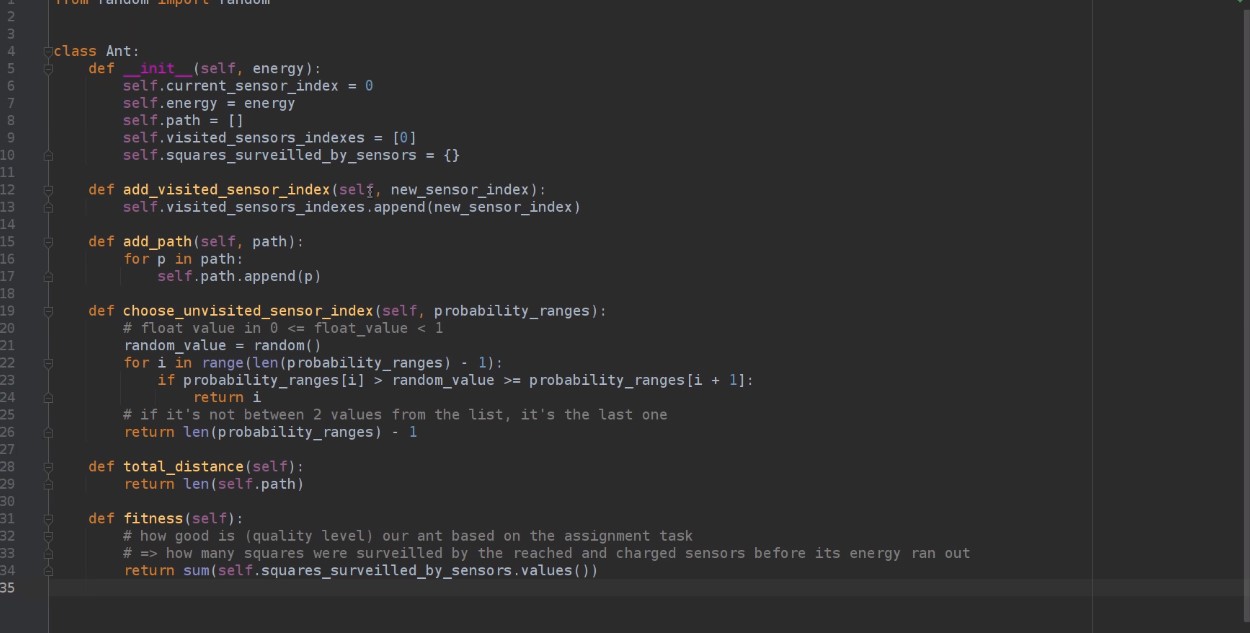 1 from random import random
2
3
4 class Ant:
5     def __init__(self, energy):
6         self.current_sensor_index = 0
7         self.energy = energy
8         self.path = []
9         self.visited_sensors_indexes = [0]
10         self.squares_surveilled_by_sensors = {}
11
12     def add_visited_sensor_index(self, new_sensor_index):
13         self.visited_sensors_indexes.append(new_sensor_index)
14
15     def add_path(self, path):
16         for p in path:
17             self.path.append(p)
18
19     def choose_unvisited_sensor_index(self, probability_ranges):
20         # float value in 0 <= float_value < 1
21         random_value = random()
22         for i in range(len(probability_ranges) - 1):
23             if probability_ranges[i] > random_value >= probability_ranges[i + 1]:
24                 return i
25         # if it's not between 2 values from the list, it's the last one
26         return len(probability_ranges) - 1
27
28     def total_distance(self):
29         return len(self.path)
30
31     def fitness(self):
32         # how good is (quality level) our ant based on the assignment task
33         # => how many squares were surveilled by the reached and charged sensors before its energy ran out
34         return sum(self.squares_surveilled_by_sensors.values())
35